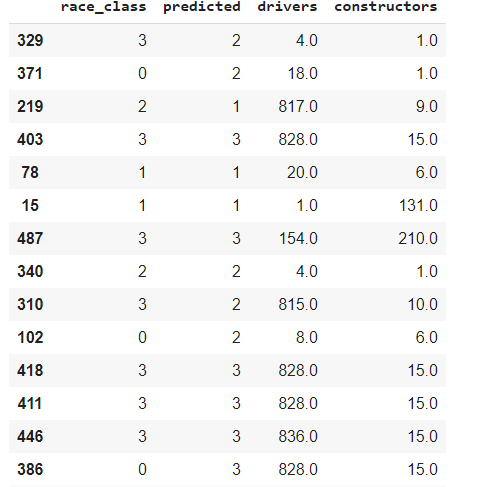 race_class predicted drivers constructors
329 3 2 4.0 1.0
371 0 2 18.0 1.0
219 2 1 817.0 9.0
403 3 3 828.0 15.0
78 1 1 20.0 6.0
15 1 1 1.0 131.0
487 3 3 154.0 210.0
340 2 2 4.0 1.0
310 3 2 815.0 10.0
102 0 2 8.0 6.0
418 3 3 828.0 15.0
411 3 3 828.0 15.0
446 3 3 836.0 15.0
386 0 3 828.0 15.0